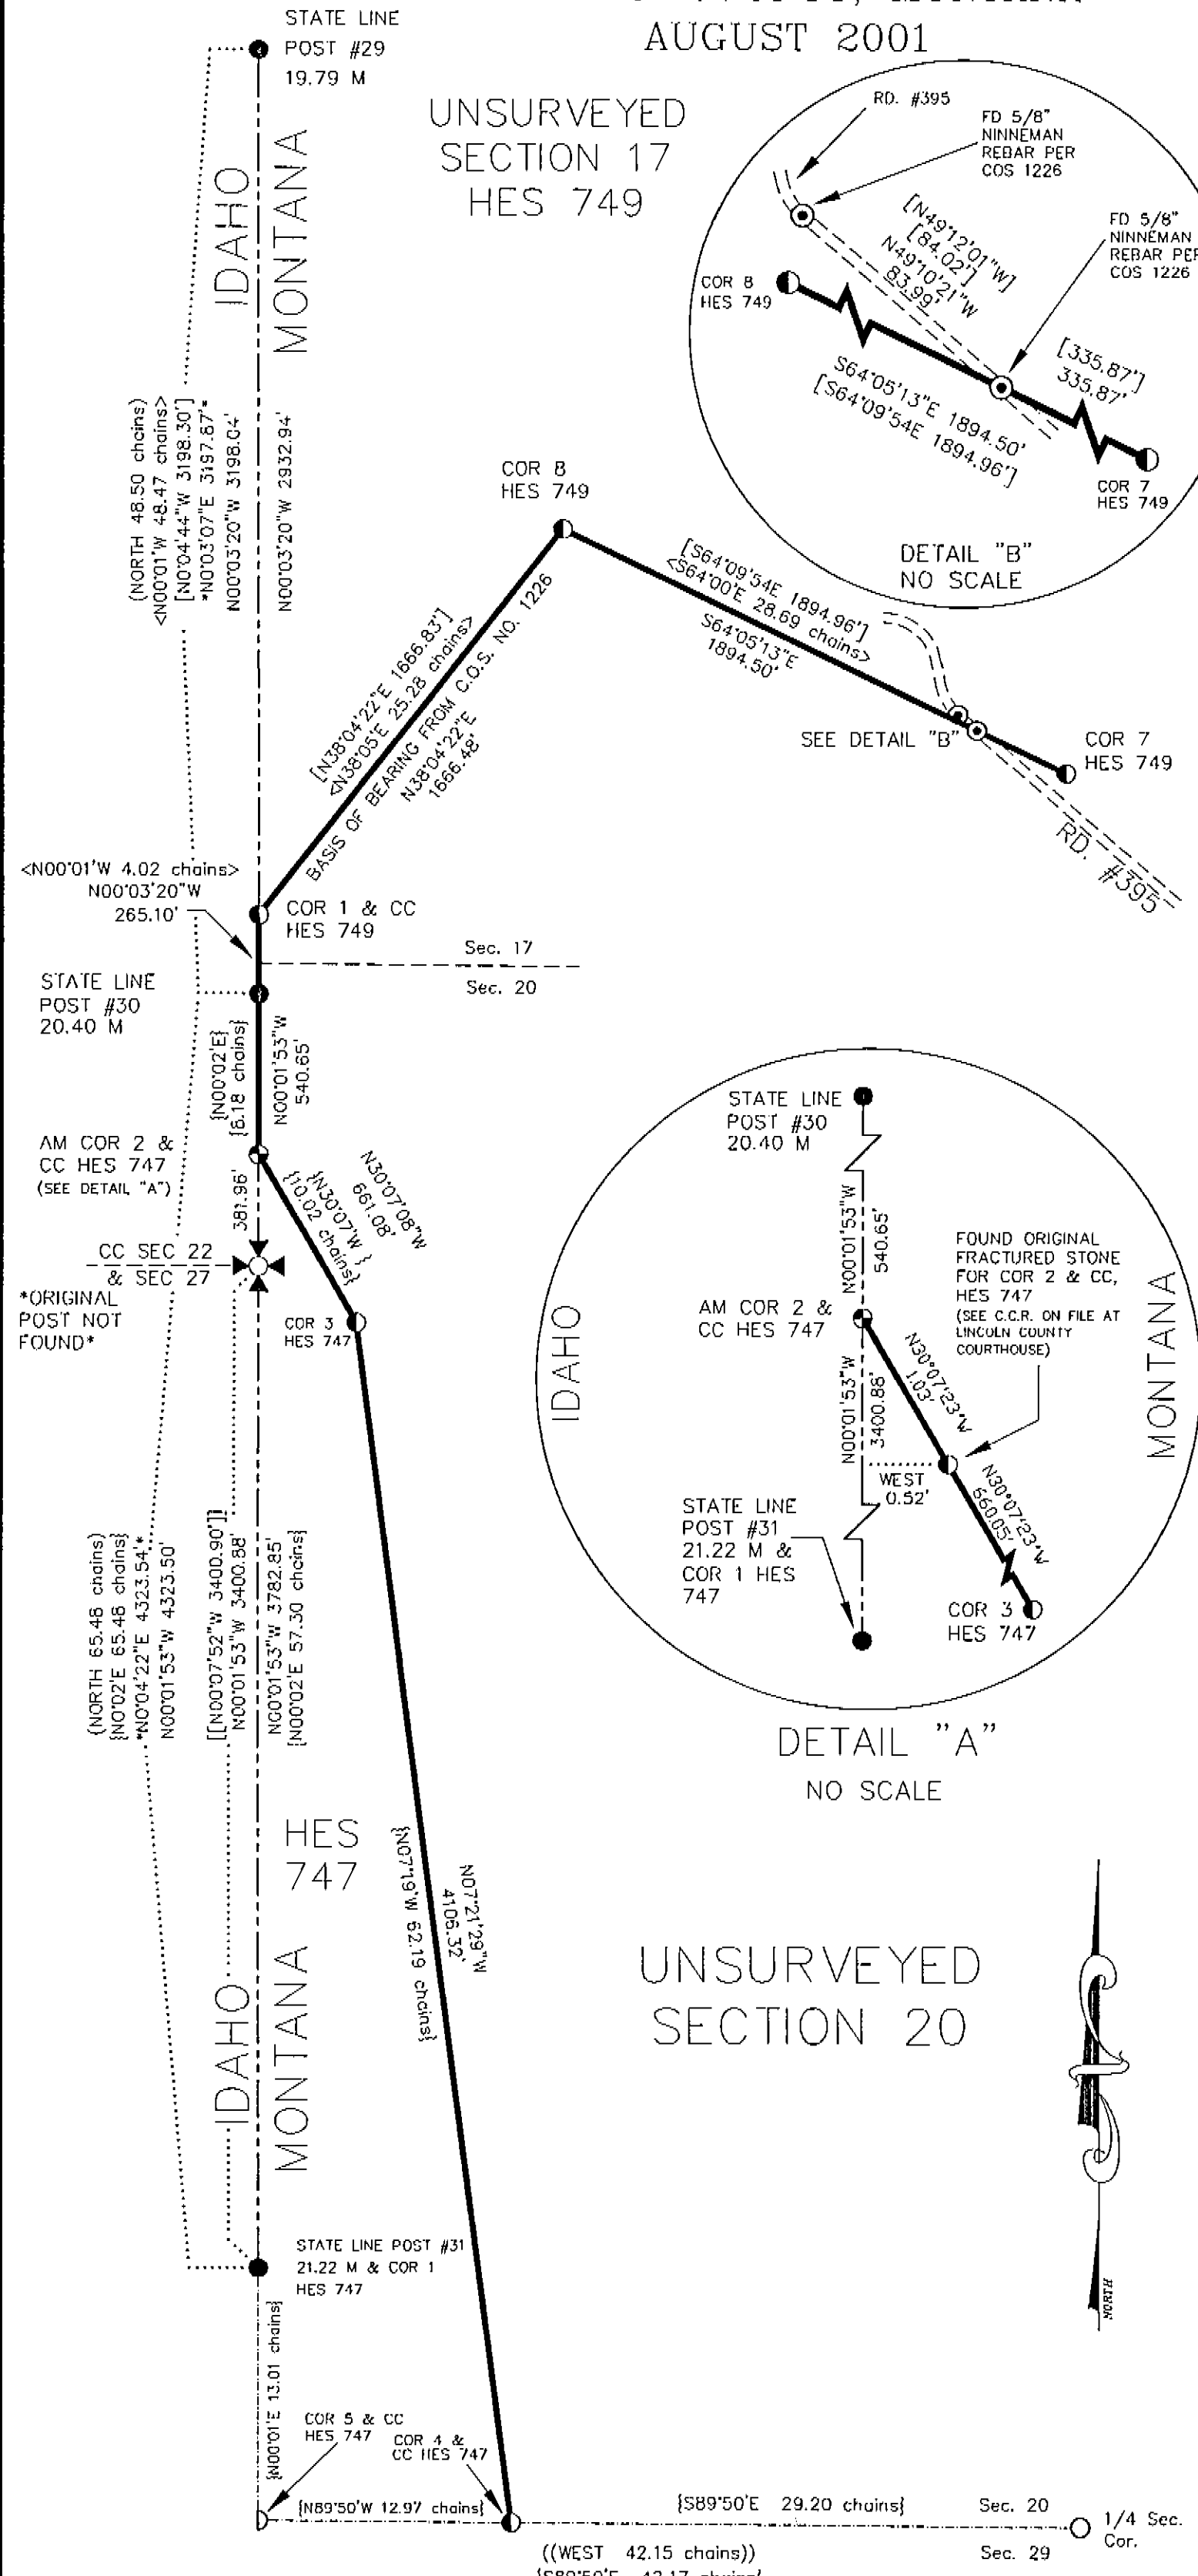 AUGUST 2001
STATE LINE
POST #29
19.79 M
UNSURVEYED
SECTION 17
HES 749
IDAHO
MONTANA
RD. #395
FD 5/8"
NINNEMAN
REBAR PER
COS 1226
FD 5/8"
NINNEMAN
REBAR PER
COS 1226
[N49°12'01"W]
[84.02']
N49°10'21"W
83.99'
COR 8
HES 749
[335.87']
335.87'
S64°05'13"E 1894.50'
[S64°09'54E 1894.96']
COR 7
HES 749
DETAIL "B"
NO SCALE
(NORTH 48.50 chains)
<N00°01'W 48.47 chains>
[N0°04'44"W 3198.30']
*N0°03'07"E 3197.87'*
N00°03'20"W 3198.04'
N00°03'20"W 2932.94'
COR 8
HES 749
[S64°09'54E 1894.96']
<S64°00'E 28.69 chains>
S64°05'13"E
1894.50'
[N38°04'22"E 1666.83']
<N38°05'E 25.28 chains>
BASIS OF BEARING FROM C.O.S. NO. 1226
N38°04'22"E
1666.48'
SEE DETAIL "B"
COR 7
HES 749
RD. #395
<N00°01'W 4.02 chains>
N00°03'20"W
265.10'
COR 1 & CC
HES 749
Sec. 17
Sec. 20
STATE LINE
POST #30
20.40 M
{N00°02'E}
{8.18 chains}
N00°01'53"W
540.65'
AM COR 2 &
CC HES 747
(SEE DETAIL "A")
381.96'
N30°07'08"W
661.08'
{N30°07'W }
{10.02 chains}
CC SEC 22
& SEC 27
*ORIGINAL
POST NOT
FOUND*
COR 3
HES 747
STATE LINE
POST #30
20.40 M
N00°01'53"W
540.65'
FOUND ORIGINAL
FRACTURED STONE
FOR COR 2 & CC,
HES 747
(SEE C.C.R. ON FILE AT
LINCOLN COUNTY
COURTHOUSE)
AM COR 2 &
CC HES 747
IDAHO
MONTANA
N30°07'23"W
1.03'
N00°01'53"W
3400.88'
WEST
0.52'
N30°07'23"W
660.05'
STATE LINE
POST #31
21.22 M &
COR 1 HES
747
COR 3
HES 747
DETAIL "A"
NO SCALE
(NORTH 65.48 chains)
{N0°02'E 65.48 chains}
*N0°04'22"E 4323.54'*
N00°01'53"W 4323.50'
[[N00°07'52"W 3400.90']]
N00°01'53"W 3400.88'
N00°01'53"W 3782.85'
{N00°02'E 57.30 chains}
HES
747
{N07°19'W 62.19 chains}
N07°21'29"W
4106.32'
IDAHO
MONTANA
UNSURVEYED
SECTION 20
NORTH
STATE LINE POST #31
21.22 M & COR 1
HES 747
{N00°01'E 13.01 chains}
COR 5 & CC
HES 747
COR 4 &
CC HES 747
{N89°50'W 12.97 chains}
{S89°50'E 29.20 chains}
Sec. 20
1/4 Sec.
Cor.
((WEST 42.15 chains))
Sec. 29
{S89°50'E 42.17 chains}